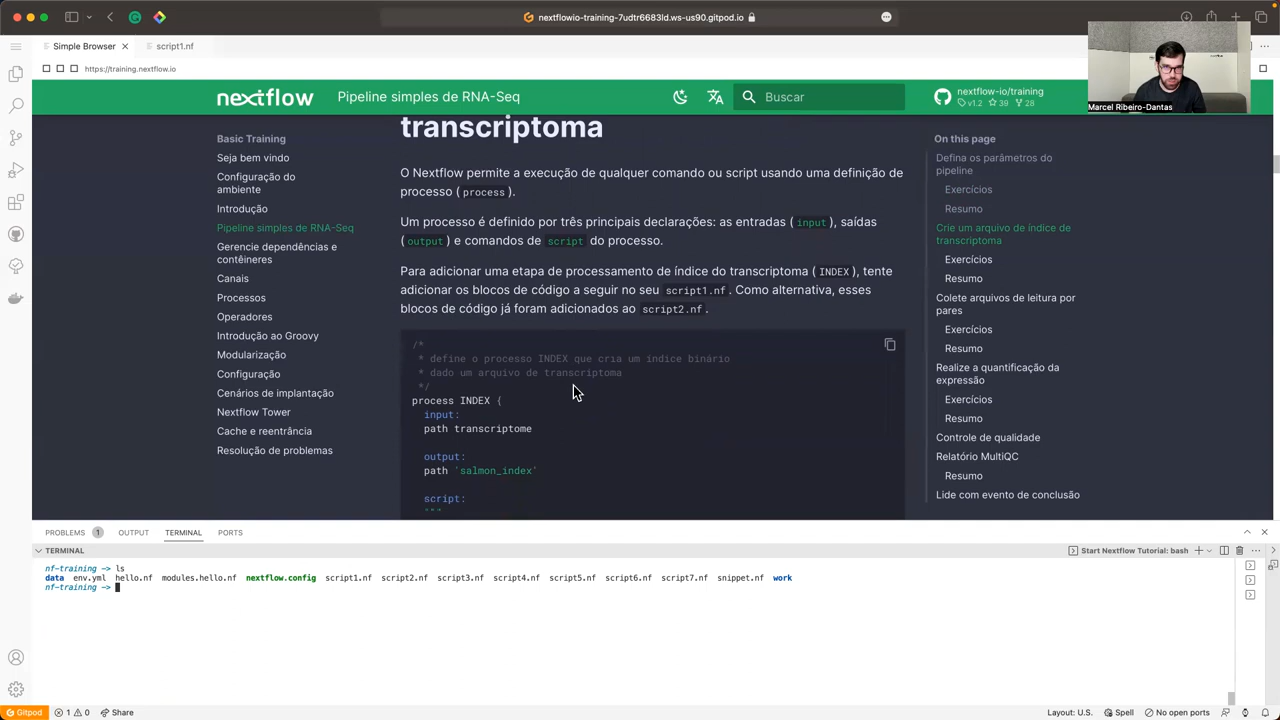 nextflowio-training-7udtr6683ld.ws-us90.gitpod.io
Simple Browser
script1.nf
https://training.nextflow.io
nextflow
Pipeline simples de RNA-Seq
Buscar
nextflow-io/training
v1.2 39 28
Marcel Ribeiro-Dantas
Basic Training
Seja bem vindo
Configuração do
ambiente
Introdução
Pipeline simples de RNA-Seq
Gerencie dependências e
contêineres
Canais
Processos
Operadores
Introdução ao Groovy
Modularização
Configuração
Cenários de implantação
Nextflow Tower
Cache e reentrância
Resolução de problemas
transcriptoma
O Nextflow permite a execução de qualquer comando ou script usando uma definição de
processo ( process ).
Um processo é definido por três principais declarações: as entradas ( input ), saídas
( output ) e comandos de script do processo.
Para adicionar uma etapa de processamento de índice do transcriptoma ( INDEX ), tente
adicionar os blocos de código a seguir no seu script1.nf. Como alternativa, esses
blocos de código já foram adicionados ao script2.nf.
/*
* define o processo INDEX que cria um índice binário
* dado um arquivo de transcriptoma
*/
process INDEX {
input:
path transcriptome
output:
path 'salmon_index'
script:
"""
On this page
Defina os parâmetros do
pipeline
Exercícios
Resumo
Crie um arquivo de índice de
transcriptoma
Exercícios
Resumo
Colete arquivos de leitura por
pares
Exercícios
Resumo
Realize a quantificação da
expressão
Exercícios
Resumo
Controle de qualidade
Relatório MultiQC
Resumo
Lide com evento de conclusão
PROBLEMS 1 OUTPUT TERMINAL PORTS
TERMINAL
Start Nextflow Tutorial: bash
nf-training -> ls
data env.yml hello.nf modules.hello.nf nextflow.config script1.nf script2.nf script3.nf script4.nf script5.nf script6.nf script7.nf snippet.nf work
nf-training ->
Gitpod 1 0 Share
Layout: U.S. Spell No open ports